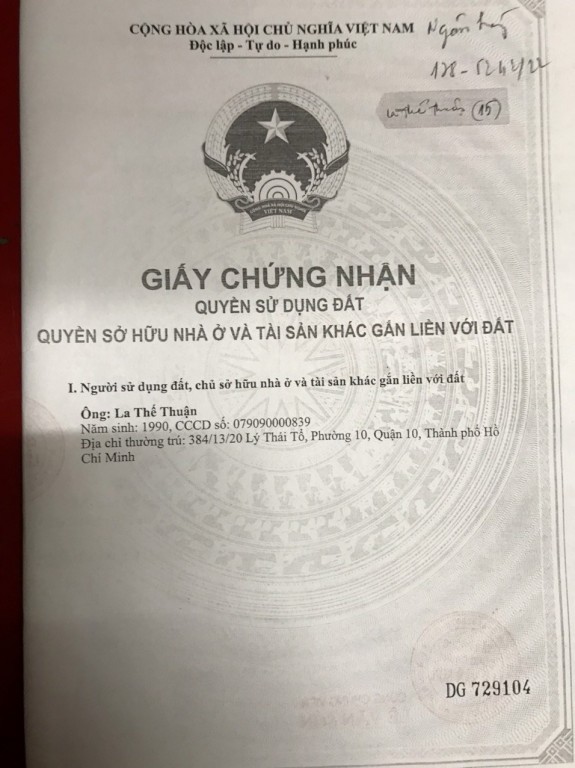 CỘNG HÒA XÃ HỘI CHỦ NGHĨA VIỆT NAM
Độc lập - Tự do - Hạnh phúc
(15)
VIỆT NAM
GIẤY CHỨNG NHẬN
QUYỀN SỬ DỤNG ĐẤT
QUYỀN SỞ HỮU NHÀ Ở VÀ TÀI SẢN KHÁC GẮN LIỀN VỚI ĐẤT
I. Người sử dụng đất, chủ sở hữu nhà ở và tài sản khác gắn liền với đất
Ông: La Thế Thuận
Năm sinh: 1990, CCCD số: 079090000839
Địa chỉ thường trú: 384/13/20 Lý Thái Tổ, Phường 10, Quận 10, Thành phố Hồ
Chí Minh
DG 729104